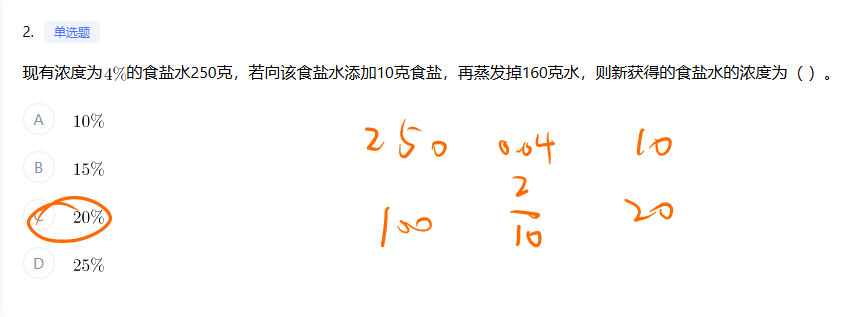 2. 单选题
现有浓度为4%的食盐水250克，若向该食盐水添加10克食盐，再蒸发掉160克水，则新获得的食盐水的浓度为（ ）。
A 10%
B 15%
C 20%
D 25%
250 0.04 10
100 2/10 20